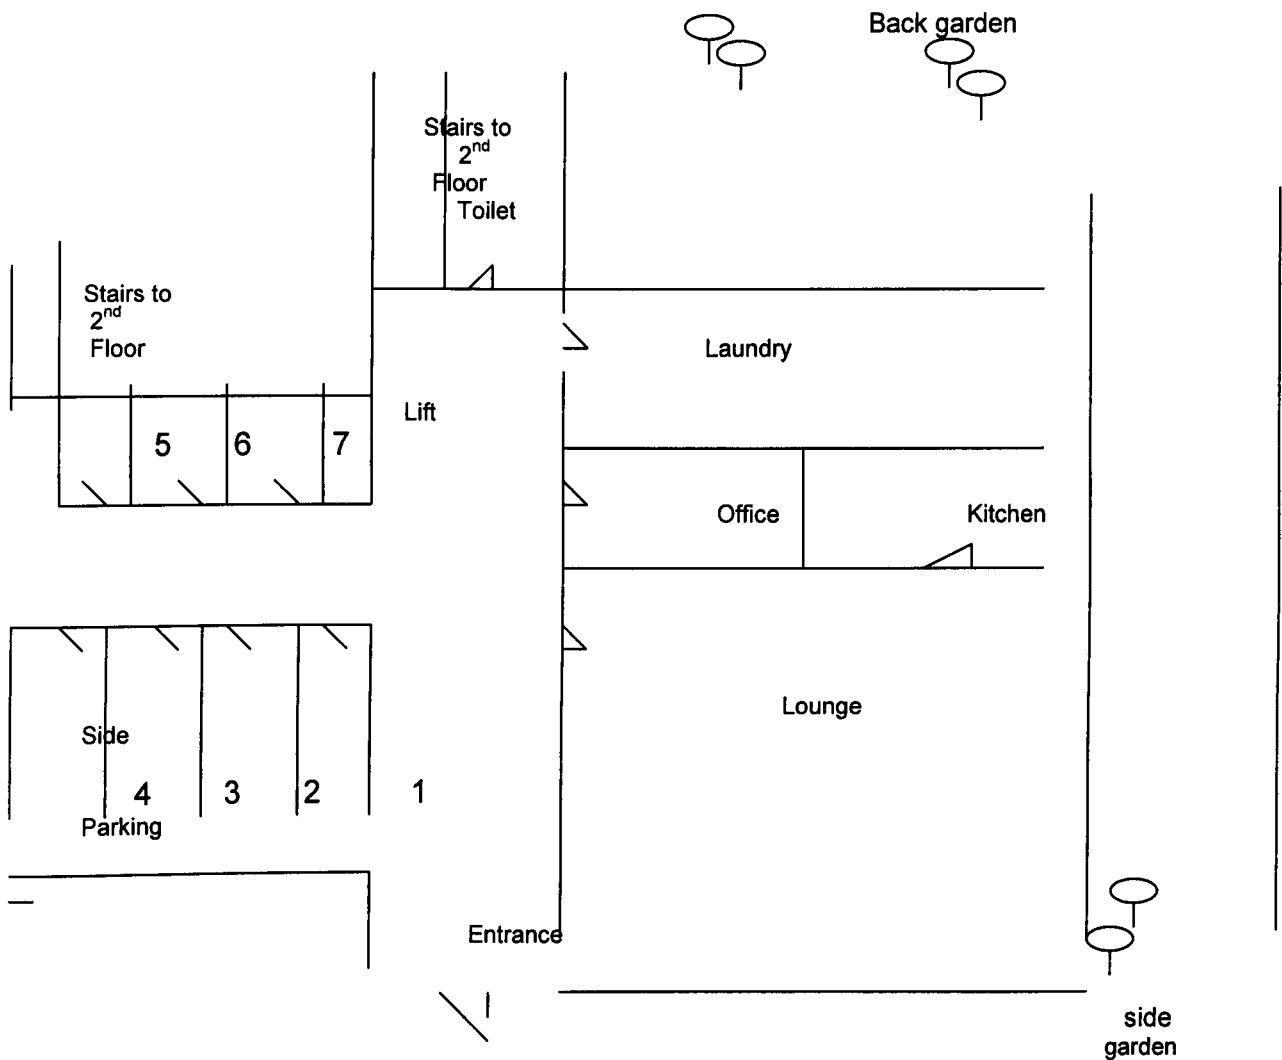 Back garden
Stairs to
2nd
Floor
Toilet
Stairs to
2nd
Floor
Laundry
Lift
5
6
7
Office
Kitchen
Lounge
Side
4
3
2
1
Parking
Entrance
side
garden